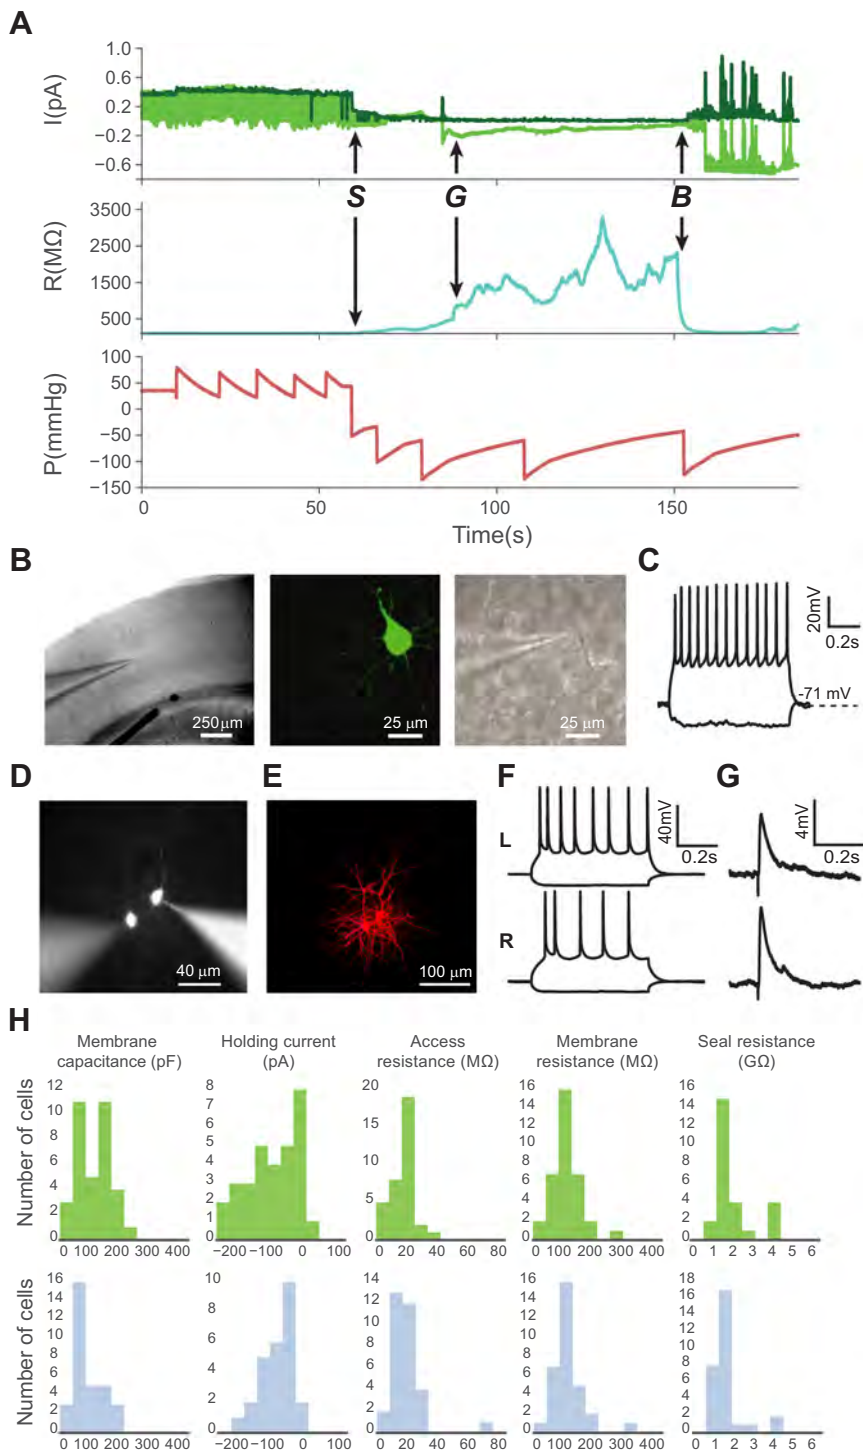 A
I(pA)
1.0
0.6
0.2
−0.2
−0.6
S
G
B
R(MΩ)
3500
2500
1500
500
P(mmHg)
100
50
0
−50
−100
−150
0
50
100
150
Time(s)
B
250 µm
25 µm
25 µm
C
20mV
0.2s
-71 mV
D
40 µm
E
100 µm
F
L
R
40mV
0.2s
G
4mV
0.2s
H
Membrane capacitance (pF)
Holding current (pA)
Access resistance (MΩ)
Membrane resistance (MΩ)
Seal resistance (GΩ)
Number of cells
12
10
8
6
4
2
0
0 100 200 300 400
8
7
6
5
4
3
2
1
0
−200 −100 0 100
20
15
10
5
0
0 20 40 60 80
16
14
12
10
8
6
4
2
0
0 100 200 300 400
16
14
12
10
8
6
4
2
0
0 1 2 3 4 5 6
Number of cells
16
14
12
10
8
6
4
2
0
0 100 200 300 400
10
8
6
4
2
0
−200 −100 0 100
14
12
10
8
6
4
2
0
0 20 40 60 80
16
14
12
10
8
6
4
2
0
0 100 200 300 400
16
14
12
10
8
6
4
2
0
0 1 2 3 4 5 6